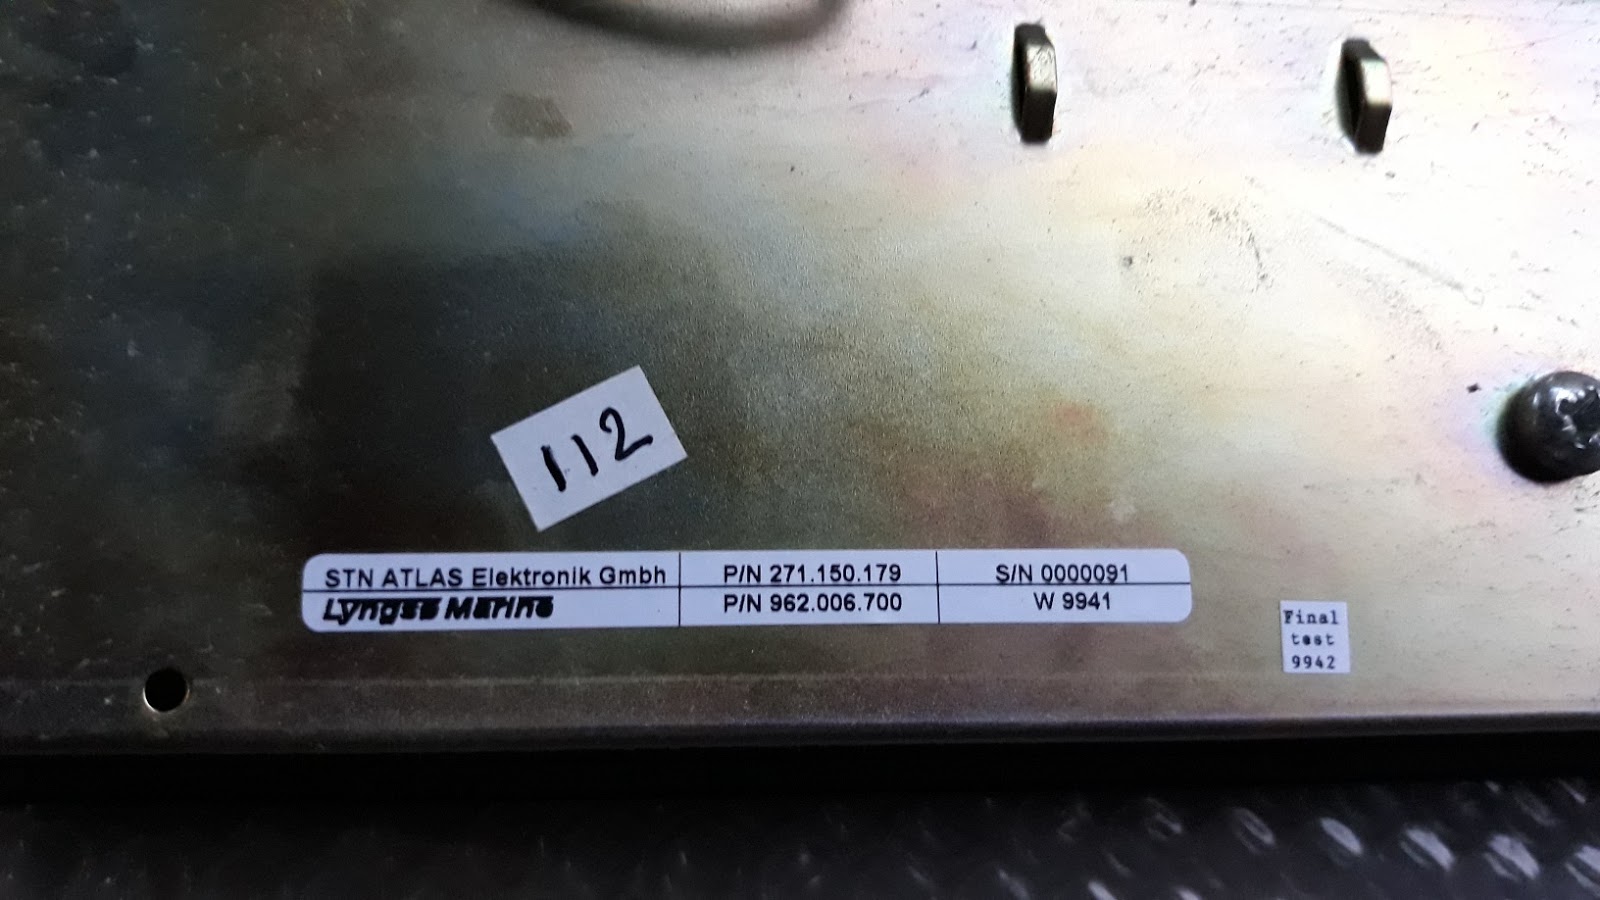 112
STN ATLAS Elektronik Gmbh P/N 271.150.179 S/N 0000091
Lyngsø Marine P/N 962.006.700 W 9941
Final
test
9942